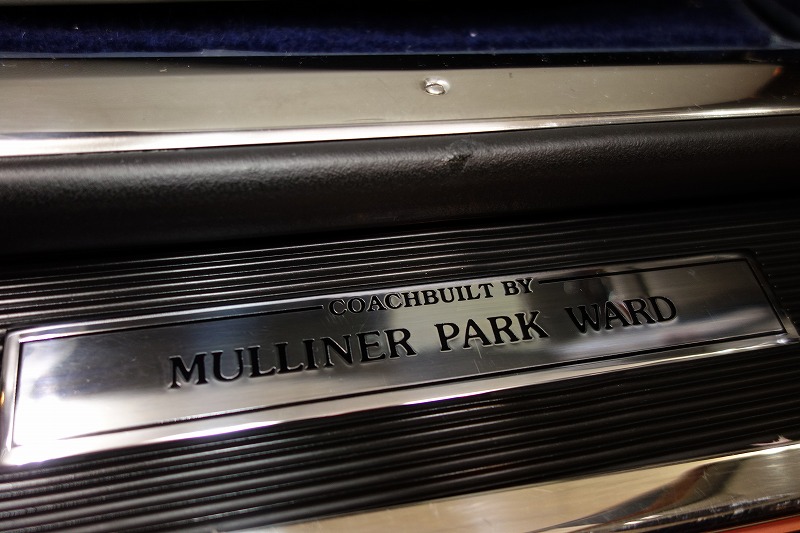 COACHBUILT BY
MULLINER PARK WARD